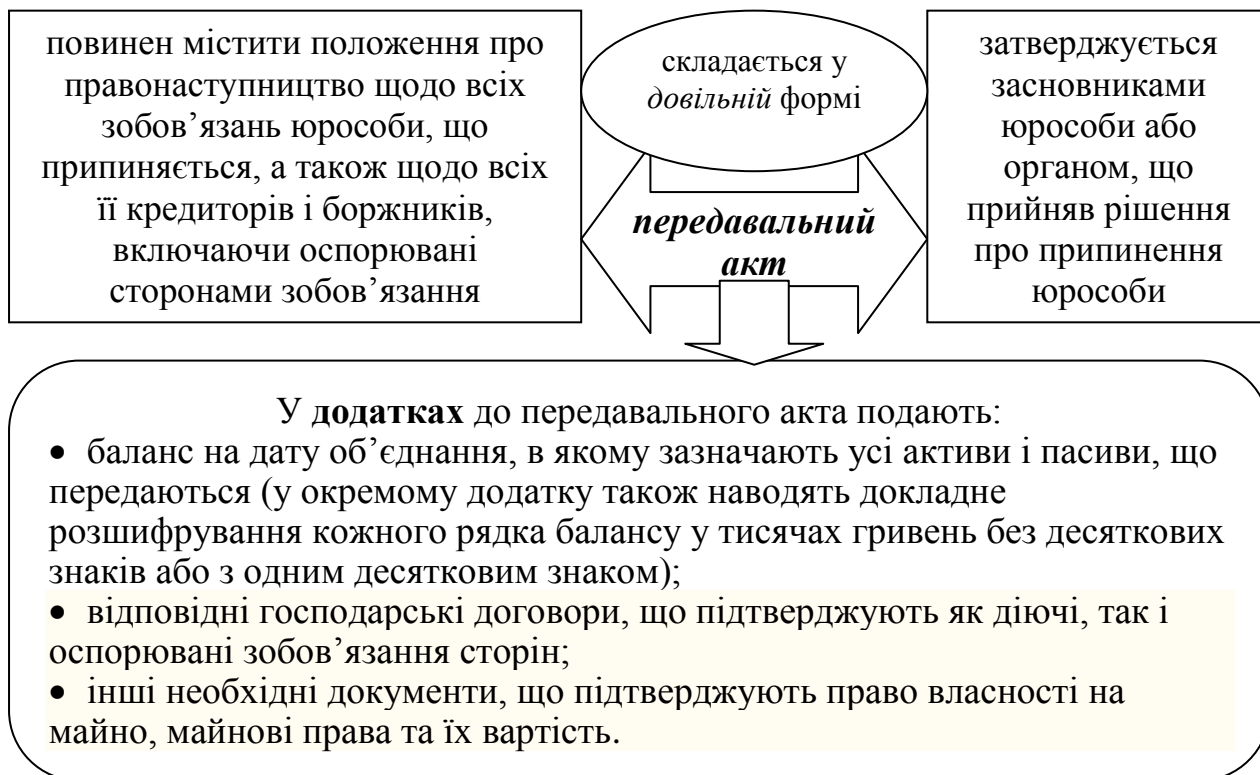 повинен містити положення про
правонаступництво щодо всіх
зобов’язань юрособи, що
припиняється, а також щодо всіх
її кредиторів і боржників,
включаючи оспорювані
сторонами зобов’язання
складається у
довільній формі
передавальний
акт
затверджується
засновниками
юрособи або
органом, що
прийняв рішення
про припинення
юрособи
У додатках до передавального акта подають:
• баланс на дату об’єднання, в якому зазначають усі активи і пасиви, що
передаються (у окремому додатку також наводять докладне
розшифрування кожного рядка балансу у тисячах гривень без десяткових
знаків або з одним десятковим знаком);
• відповідні господарські договори, що підтверджують як діючі, так і
оспорювані зобов’язання сторін;
• інші необхідні документи, що підтверджують право власності на
майно, майнові права та їх вартість.